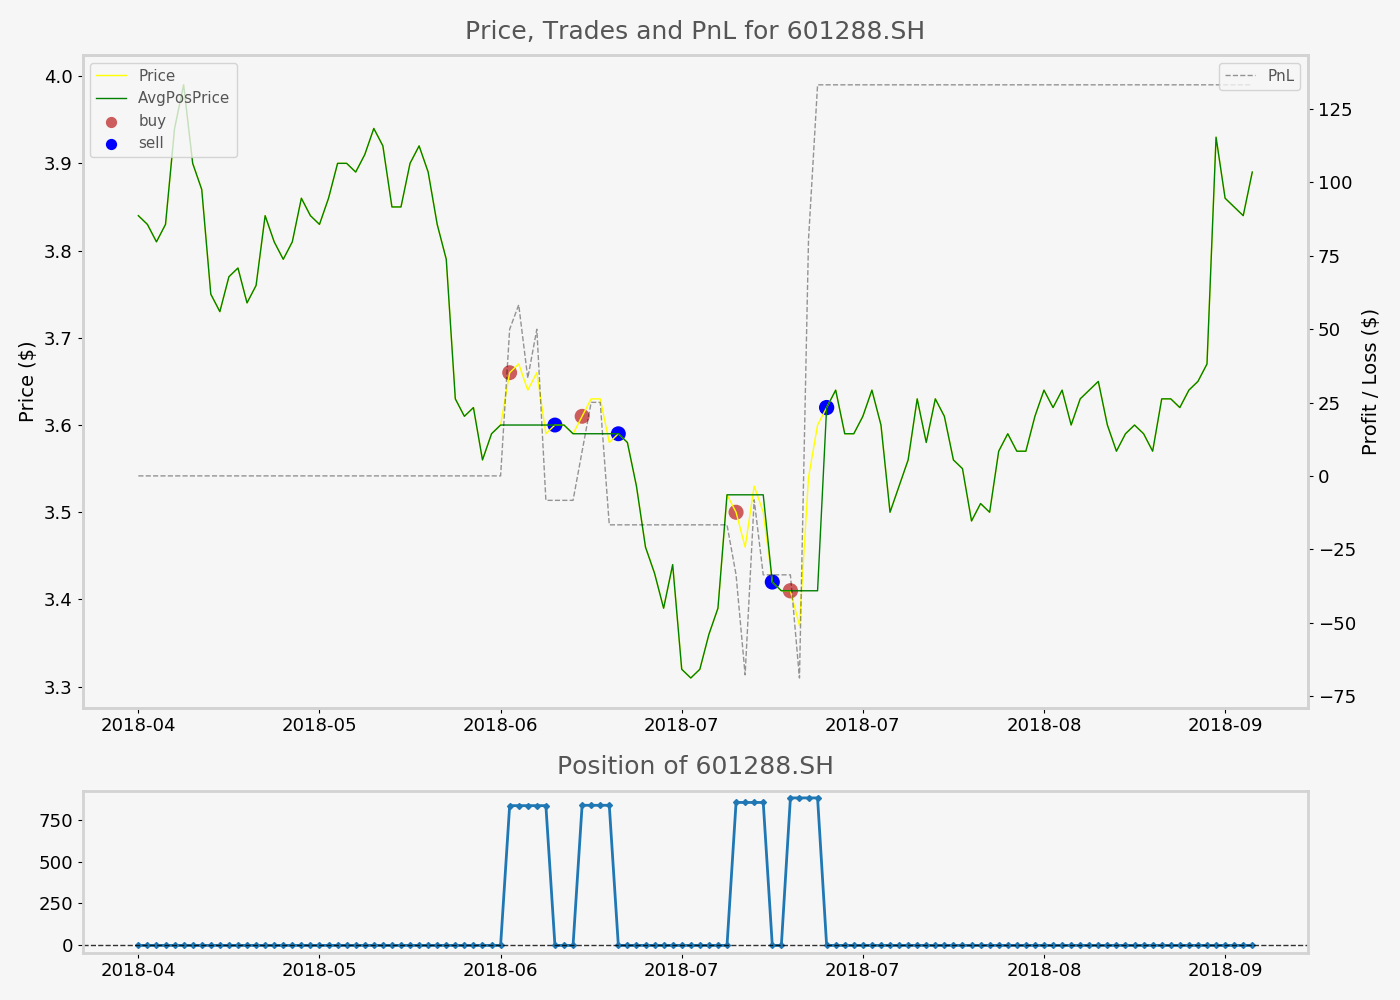 Price, Trades and PnL for 601288.SH
Price
AvgPosPrice
buy
sell
PnL
4.0
3.9
3.8
3.7
3.6
3.5
3.4
3.3
Price ($)
125
100
75
50
25
0
−25
−50
−75
Profit / Loss ($)
2018-04 2018-05 2018-06 2018-07 2018-07 2018-08 2018-09
Position of 601288.SH
750
500
250
0
2018-04 2018-05 2018-06 2018-07 2018-07 2018-08 2018-09